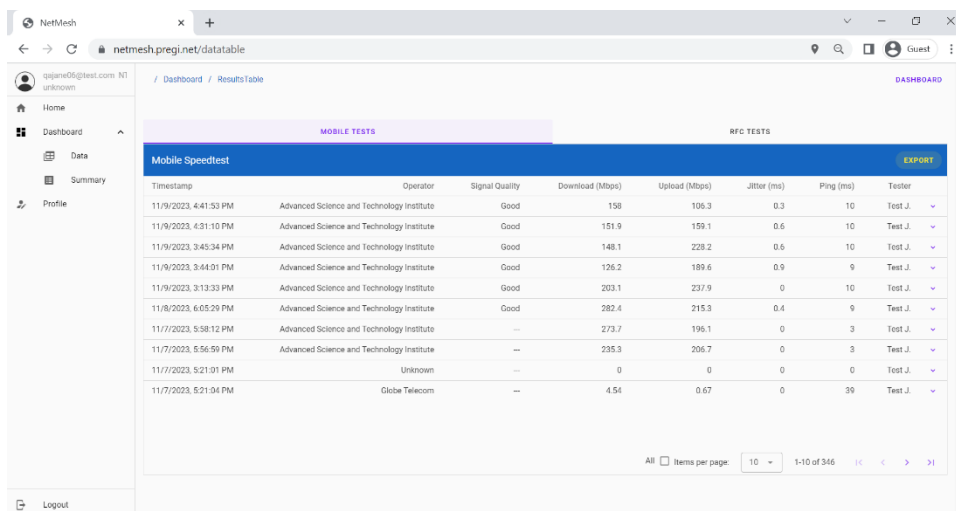 NetMesh
netmesh.pregi.net/datatable
Guest
qajane06@test.com NT
unknown
/ Dashboard / ResultsTable
DASHBOARD
Home
Dashboard
Data
Summary
Profile
Logout
MOBILE TESTS RFC TESTS
Mobile Speedtest EXPORT
Timestamp Operator Signal Quality Download (Mbps) Upload (Mbps) Jitter (ms) Ping (ms) Tester
11/9/2023, 4:41:53 PM Advanced Science and Technology Institute Good 158 106.3 0.3 10 Test J.
11/9/2023, 4:31:10 PM Advanced Science and Technology Institute Good 151.9 159.1 0.6 10 Test J.
11/9/2023, 3:45:34 PM Advanced Science and Technology Institute Good 148.1 228.2 0.6 10 Test J.
11/9/2023, 3:44:01 PM Advanced Science and Technology Institute Good 126.2 189.6 0.9 9 Test J.
11/9/2023, 3:13:33 PM Advanced Science and Technology Institute Good 203.1 237.9 0 10 Test J.
11/8/2023, 6:05:29 PM Advanced Science and Technology Institute Good 282.4 215.3 0.4 9 Test J.
11/7/2023, 5:58:12 PM Advanced Science and Technology Institute --- 273.7 196.1 0 3 Test J.
11/7/2023, 5:56:59 PM Advanced Science and Technology Institute --- 235.3 206.7 0 3 Test J.
11/7/2023, 5:21:01 PM Unknown --- 0 0 0 0 Test J.
11/7/2023, 5:21:04 PM Globe Telecom --- 4.54 0.67 0 39 Test J.
All Items per page: 10 1-10 of 346